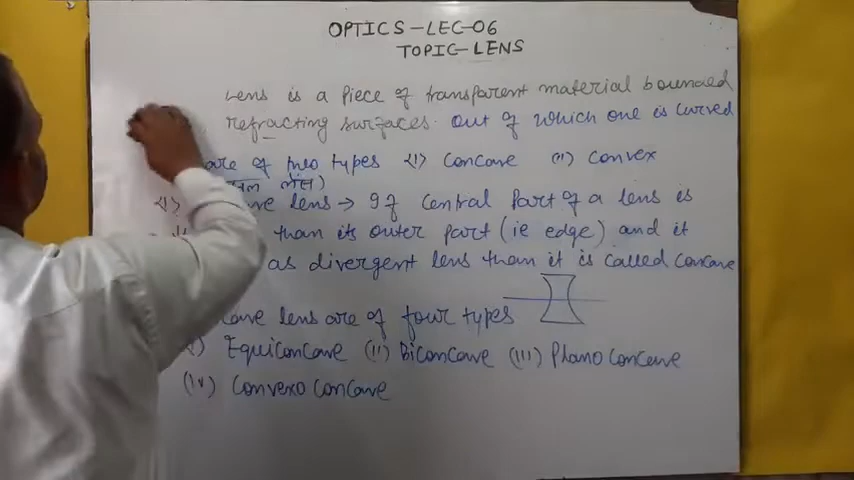 OPTICS-LEC-06
TOPIC-LENS
Lens is a Piece of transparent material bounded
refracting surfaces. out of which one is curved
are of two types (i) Concave (ii) Convex
लेंस)
lens → If Central Part of a lens is
than its outer part (ie edge) and it
as divergent lens than it is called Concave
lens are of four types
Equiconcave (ii) Biconcave (iii) Plano concave
(iv) Convexo concave